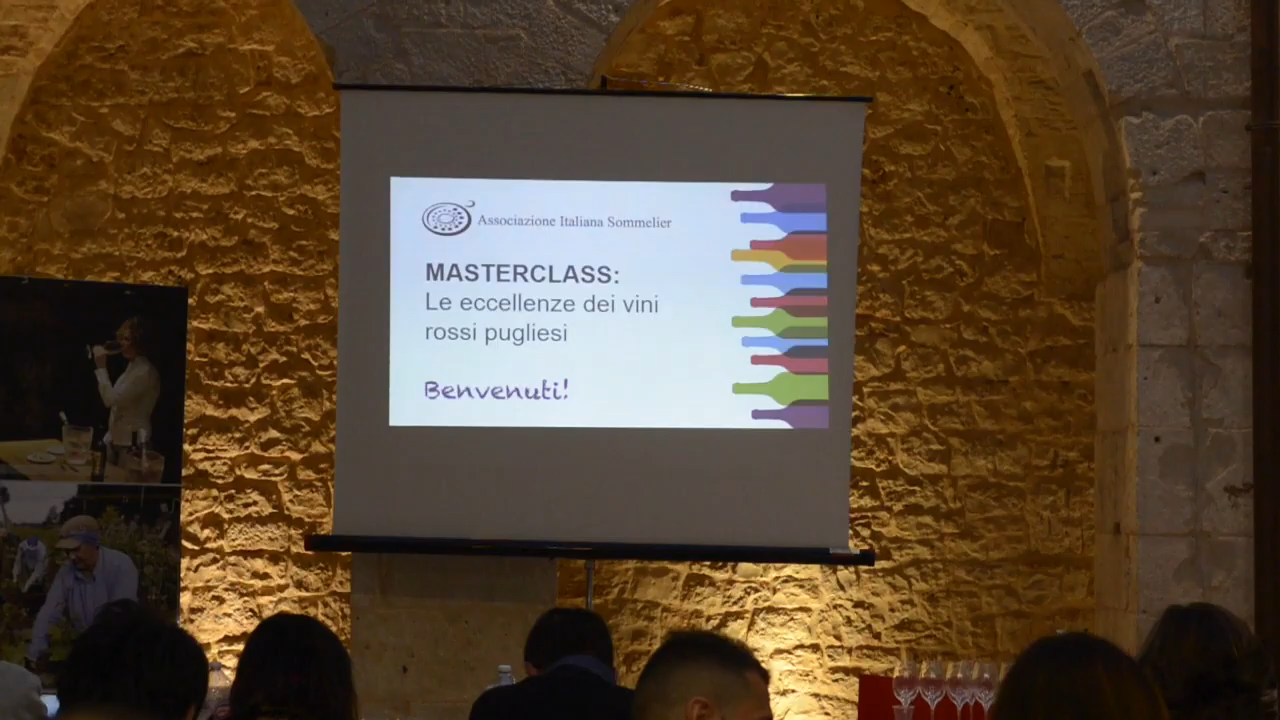 Associazione Italiana Sommelier
MASTERCLASS:
Le eccellenze dei vini
rossi pugliesi
Benvenuti!